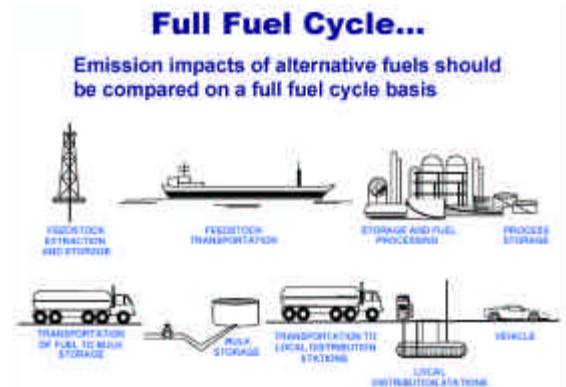 Full Fuel Cycle...
Emission impacts of alternative fuels should
be compared on a full fuel cycle basis
FEEDSTOCK
EXTRACTION
AND STORAGE
FEEDSTOCK
TRANSPORTATION
STORAGE AND FUEL
PROCESSING
PROCESS
STORAGE
TRANSPORTATION
OF FUEL TO BULK
STORAGE
BULK
STORAGE
TRANSPORTATION TO
LOCAL DISTRIBUTION
STATIONS
LOCAL
DISTRIBUTION STATIONS
VEHICLE